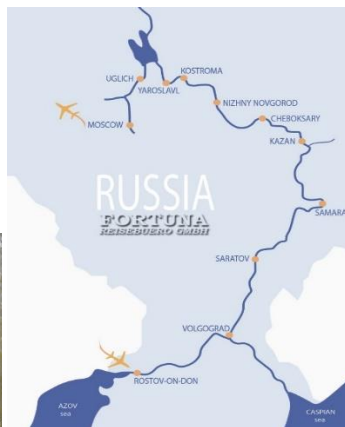 KOSTROMA
UGLICH
YAROSLAVL
NIZHNY NOVGOROD
CHEBOKSARY
MOSCOW
KAZAN
RUSSIA
FORTUNA
REISEBUERO GMBH
SAMARA
SARATOV
VOLGOGRAD
ROSTOV-ON-DON
AZOV
sea
CASPIAN
sea